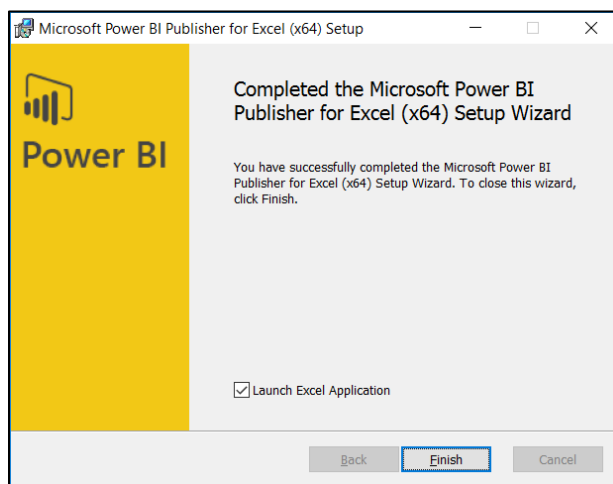 Microsoft Power BI Publisher for Excel (x64) Setup
Power BI
Completed the Microsoft Power BI
Publisher for Excel (x64) Setup Wizard
You have successfully completed the Microsoft Power BI
Publisher for Excel (x64) Setup Wizard. To close this wizard,
click Finish.
Launch Excel Application
Back Finish Cancel